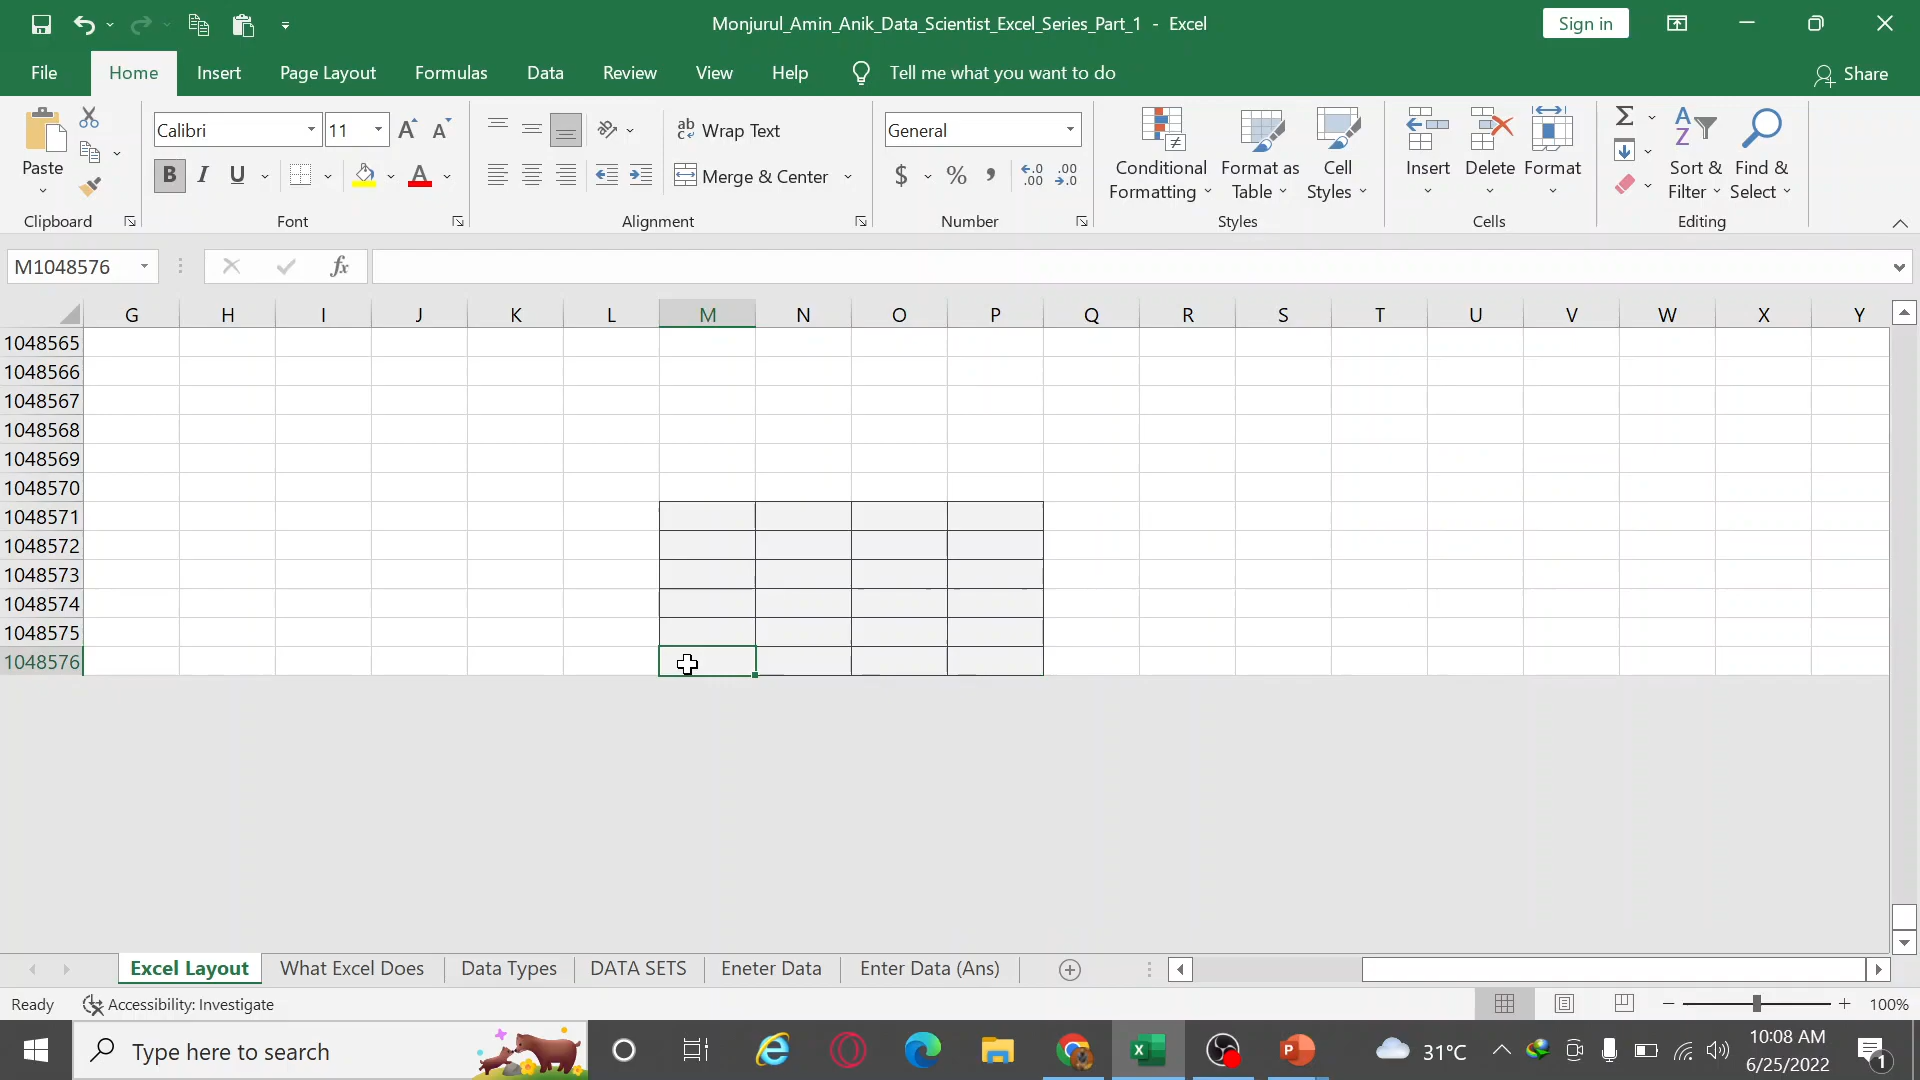 Monjurul_Amin_Anik_Data_Scientist_Excel_Series_Part_1 - Excel
Sign in
File Home Insert Page Layout Formulas Data Review View Help Tell me what you want to do Share
Paste
Clipboard
Calibri 11
B I U
Font
Wrap Text
Merge & Center
Alignment
General
$ % ,
Number
Conditional Formatting
Format as Table
Cell Styles
Styles
Insert Delete Format
Cells
Sort & Filter
Find & Select
Editing
M1048576 fx
G H I J K L M N O P Q R S T U V W X Y
1048565
1048566
1048567
1048568
1048569
1048570
1048571
1048572
1048573
1048574
1048575
1048576
Excel Layout What Excel Does Data Types DATA SETS Eneter Data Enter Data (Ans)
Ready Accessibility: Investigate 100%
Type here to search
31°C
10:08 AM
6/25/2022
1